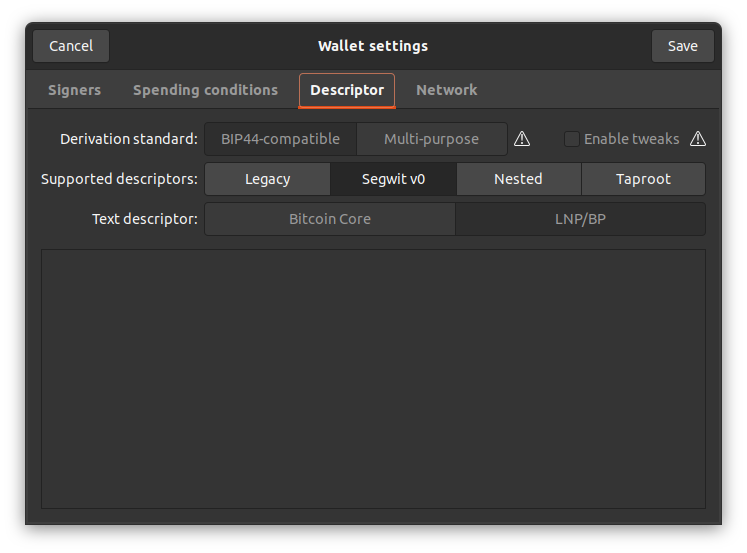 Cancel Wallet settings Save
Signers Spending conditions Descriptor Network
Derivation standard: BIP44-compatible Multi-purpose Enable tweaks
Supported descriptors: Legacy Segwit v0 Nested Taproot
Text descriptor: Bitcoin Core LNP/BP